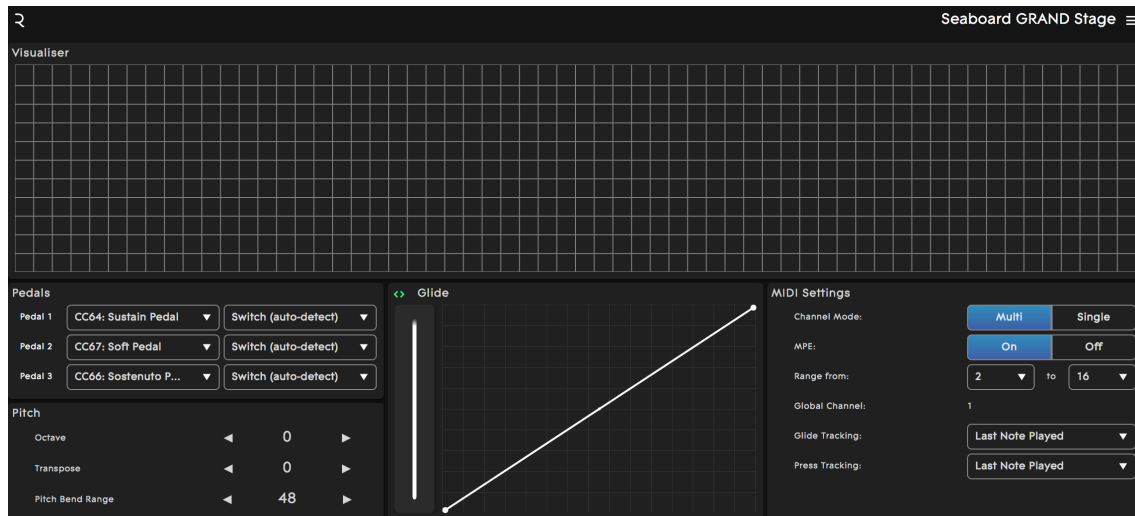 Seaboard GRAND Stage
Visualiser
Pedals
Pedal 1 CC64: Sustain Pedal Switch (auto-detect)
Pedal 2 CC67: Soft Pedal Switch (auto-detect)
Pedal 3 CC66: Sostenuto P... Switch (auto-detect)
Pitch
Octave 0
Transpose 0
Pitch Bend Range 48
Glide
MIDI Settings
Channel Mode: Multi Single
MPE: On Off
Range from: 2 to 16
Global Channel: 1
Glide Tracking: Last Note Played
Press Tracking: Last Note Played